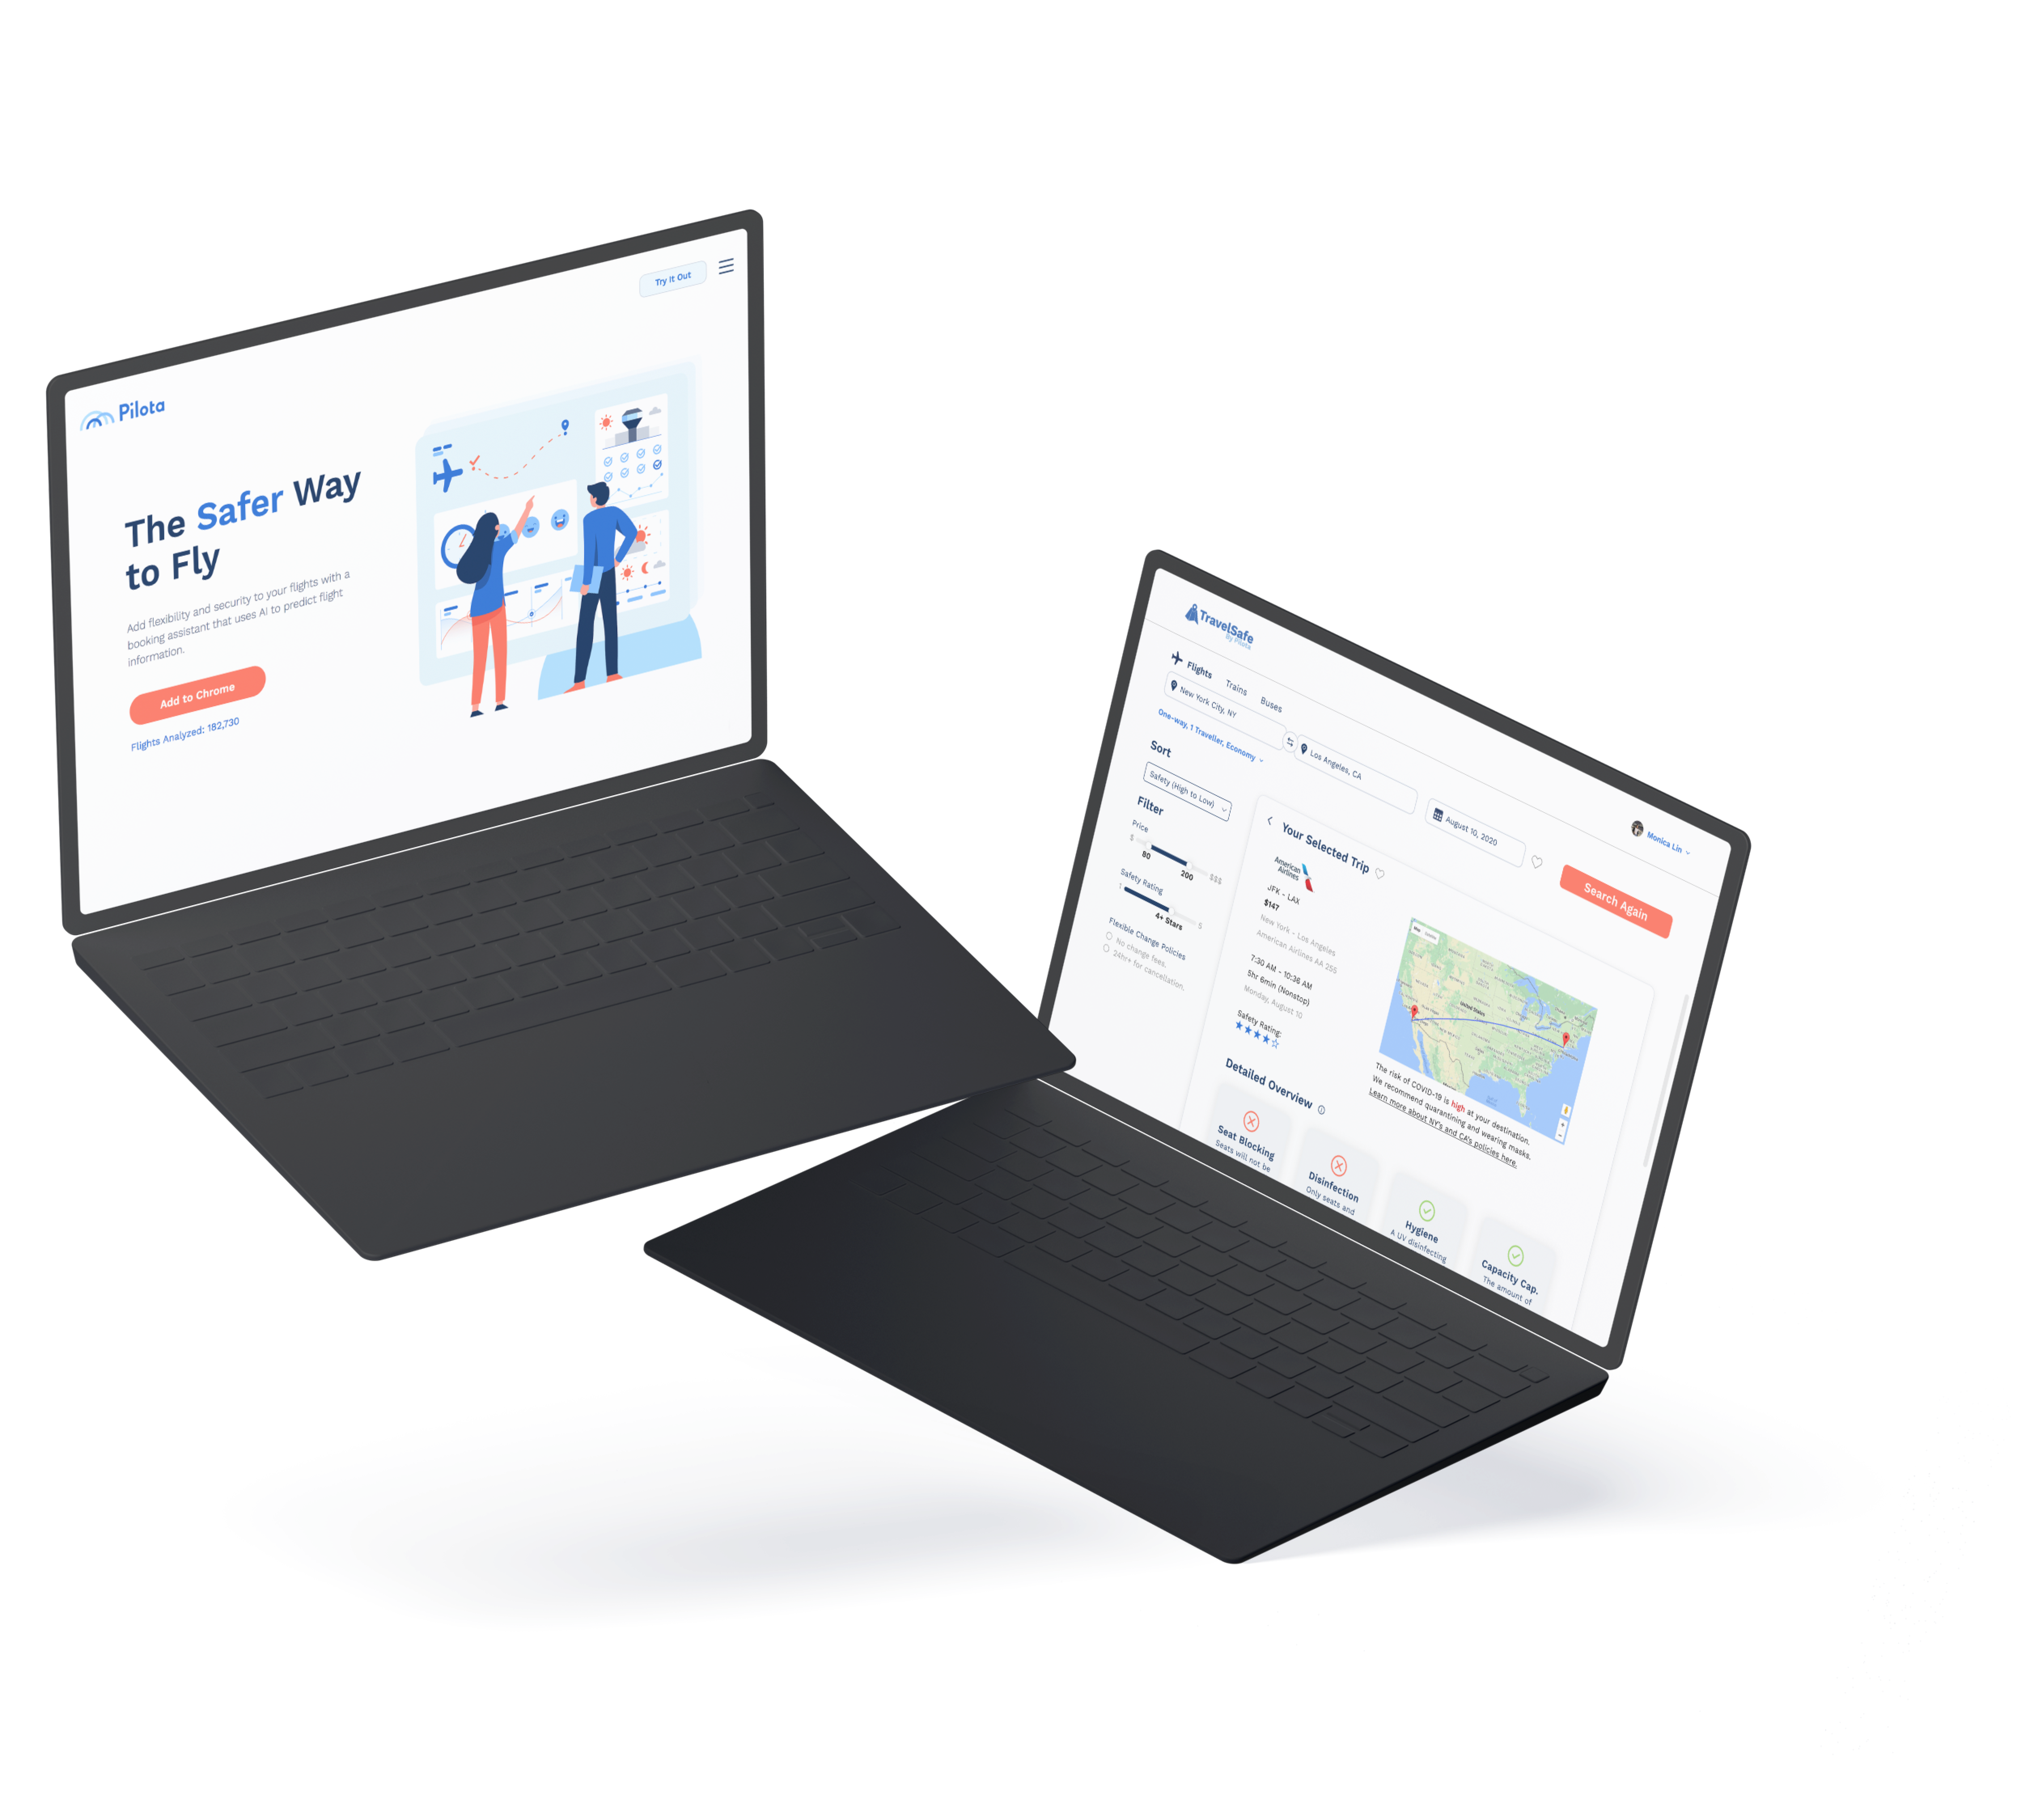 Try It Out
Pilota
The Safer Way
to Fly
Add flexibility and security to your flights with a
booking assistant that uses AI to predict flight
information.
Add to Chrome
Flights Analyzed: 182,730
TravelSafe
By Pilota
Monica Lin
Flights Trains Buses
New York City, NY
Los Angeles, CA
August 10, 2020
Search Again
One-way, 1 Traveller, Economy
Sort
Safety (High to Low)
Filter
Price
$ $$$
80 200
Safety Rating
1 5
4+ Stars
Flexible Change Policies
No change fees.
24hr+ for cancellation.
Your Selected Trip
American
Airlines
JFK - LAX
$147
New York - Los Angeles
American Airlines AA 255
7:30 AM - 10:36 AM
5hr 6min (Nonstop)
Monday, August 10
Safety Rating:
Map
United States
The risk of COVID-19 is high at your destination.
We recommend quarantining and wearing masks.
Learn more about NY's and CA's policies here.
Detailed Overview
Seat Blocking
Seats will not be
Disinfection
Only seats and
Hygiene
A UV disinfecting
Capacity Cap.
The amount of